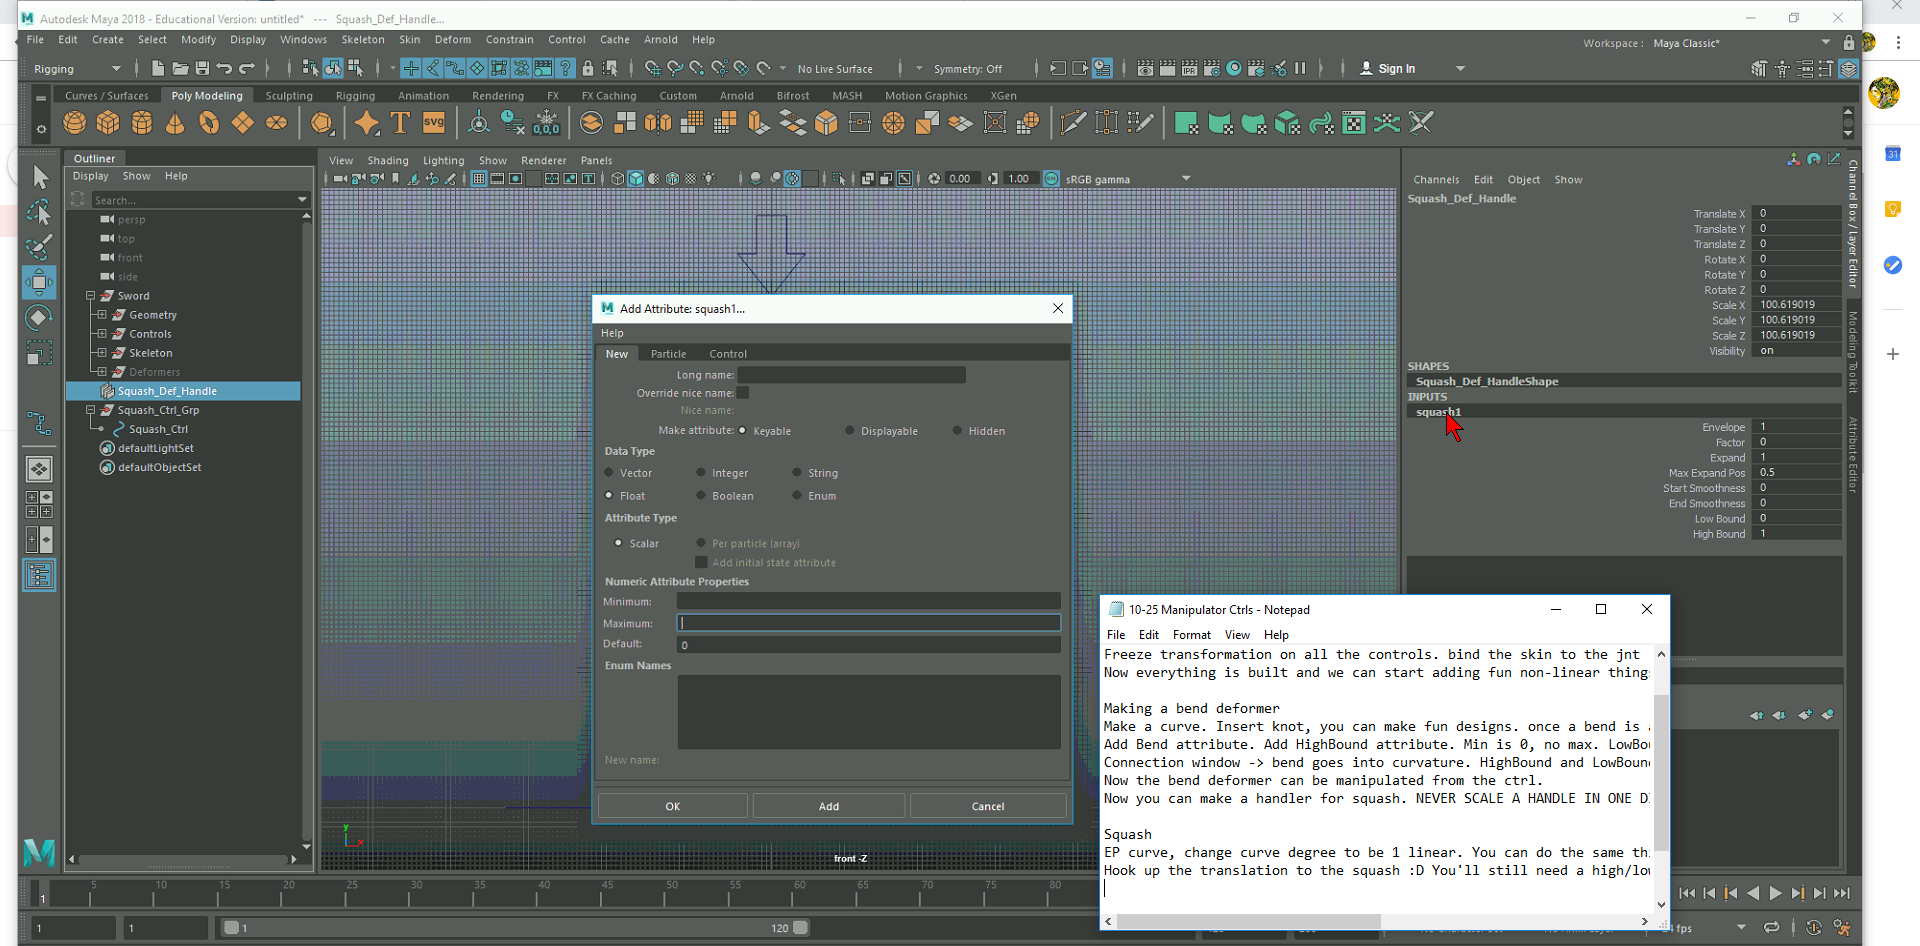 Autodesk Maya 2018 - Educational Version: untitled* --- Squash_Def_Handle...
File Edit Create Select Modify Display Windows Skeleton Skin Deform Constrain Control Cache Arnold Help
Workspace : Maya Classic*
Rigging No Live Surface Symmetry: Off Sign In
Curves / Surfaces Poly Modeling Sculpting Rigging Animation Rendering FX FX Caching Custom Arnold Bifrost MASH Motion Graphics XGen
SVG 0,0,0
Outliner
Display Show Help
Search...
persp
top
front
side
Sword
Geometry
Controls
Skeleton
Deformers
Squash_Def_Handle
Squash_Ctrl_Grp
Squash_Ctrl
defaultLightSet
defaultObjectSet
View Shading Lighting Show Renderer Panels
0.00 1.00 sRGB gamma
y
x
front -Z
Add Attribute: squash1...
Help
New Particle Control
Long name:
Override nice name:
Nice name:
Make attribute: Keyable Displayable Hidden
Data Type
Vector Integer String
Float Boolean Enum
Attribute Type
Scalar Per particle (array)
Add initial state attribute
Numeric Attribute Properties
Minimum:
Maximum:
Default: 0
Enum Names
New name:
OK Add Cancel
Channels Edit Object Show
Squash_Def_Handle
Translate X 0
Translate Y 0
Translate Z 0
Rotate X 0
Rotate Y 0
Rotate Z 0
Scale X 100.619019
Scale Y 100.619019
Scale Z 100.619019
Visibility on
SHAPES
Squash_Def_HandleShape
INPUTS
squash1
Envelope 1
Factor 0
Expand 1
Max Expand Pos 0.5
Start Smoothness 0
End Smoothness 0
Low Bound 0
High Bound 1
Channel Box / Layer Editor
Modeling Toolkit
Attribute Editor
31
10-25 Manipulator Ctrls - Notepad
File Edit Format View Help
Freeze transformation on all the controls. bind the skin to the jnt
Now everything is built and we can start adding fun non-linear thing
Making a bend deformer
Make a curve. Insert knot, you can make fun designs. once a bend is
Add Bend attribute. Add HighBound attribute. Min is 0, no max. LowBou
Connection window -> bend goes into curvature. HighBound and LowBoun
Now the bend deformer can be manipulated from the ctrl.
Now you can make a handler for squash. NEVER SCALE A HANDLE IN ONE D
Squash
EP curve, change curve degree to be 1 linear. You can do the same th
Hook up the translation to the squash :D You'll still need a high/lo
1 5 10 15 20 25 30 35 40 45 50 55 60 65 70 75 80
1 1 1 120 fps